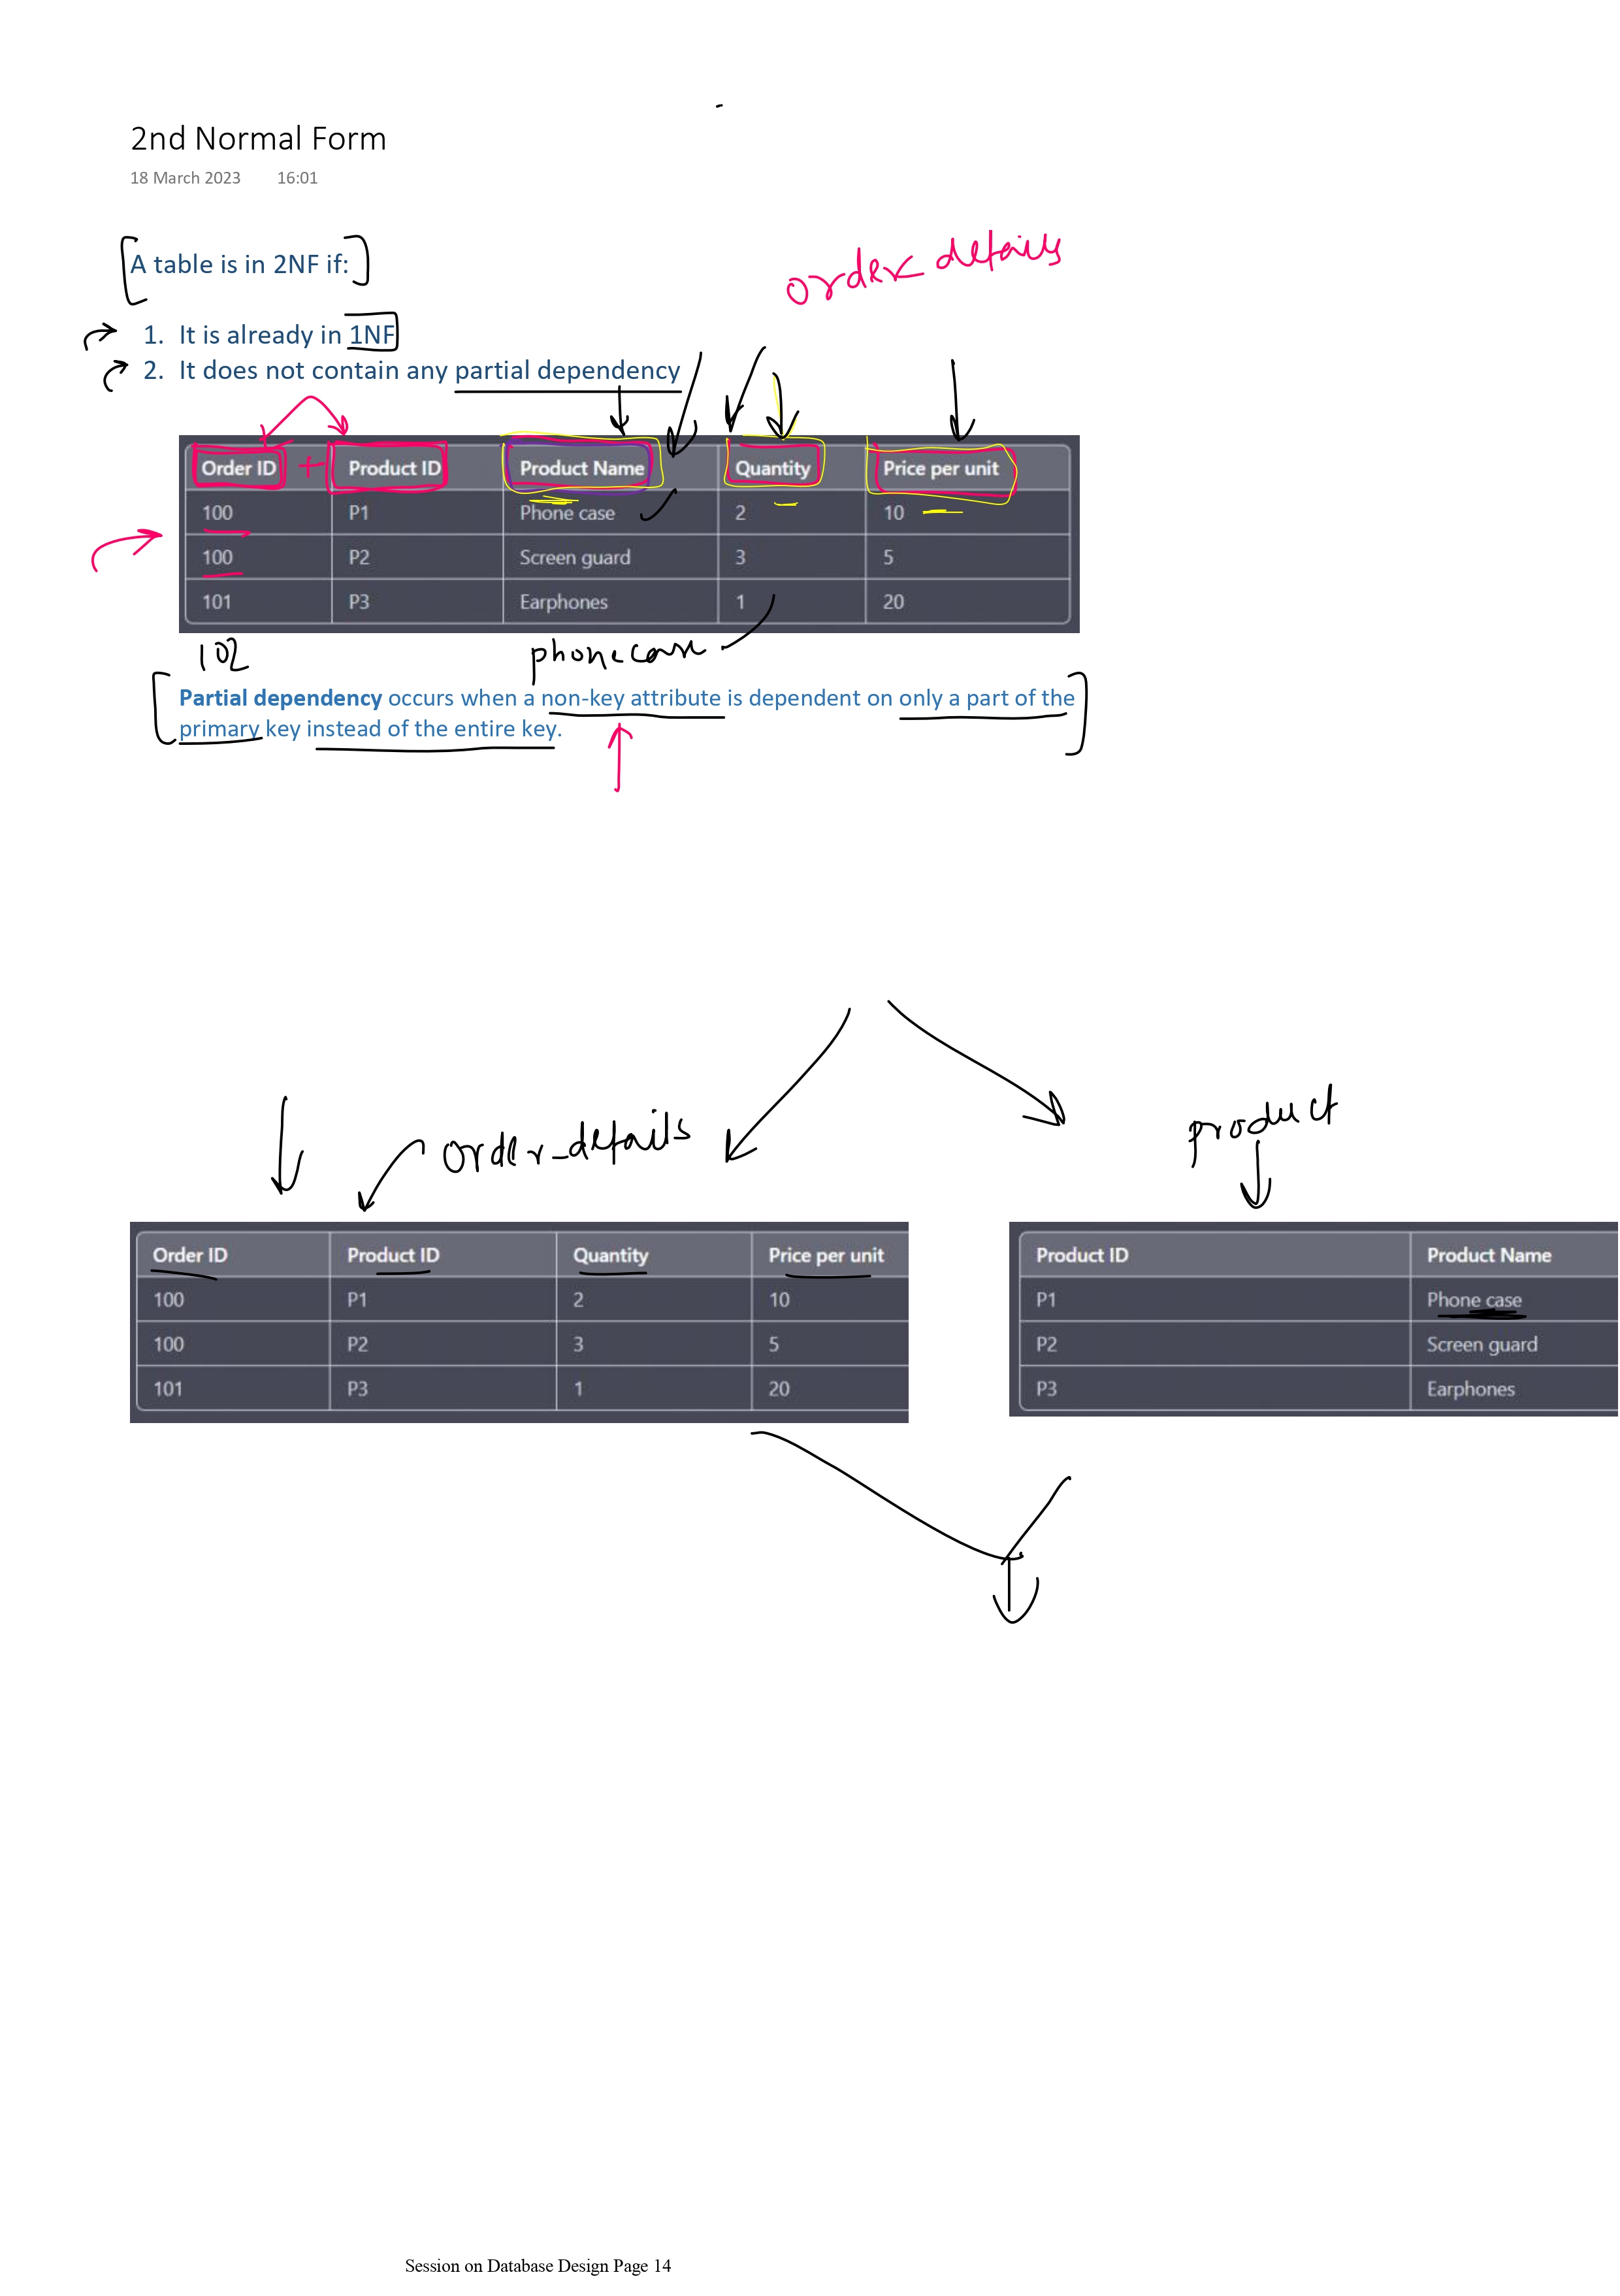 2nd Normal Form
18 March 2023 16:01
order details
A table is in 2NF if:
1. It is already in 1NF
2. It does not contain any partial dependency
Order ID + Product ID Product Name Quantity Price per unit
100 P1 Phone case 2 10
100 P2 Screen guard 3 5
101 P3 Earphones 1 20
102 phonecase
Partial dependency occurs when a non-key attribute is dependent on only a part of the
primary key instead of the entire key.
order_details product
Order ID Product ID Quantity Price per unit
100 P1 2 10
100 P2 3 5
101 P3 1 20
Product ID Product Name
P1 Phone case
P2 Screen guard
P3 Earphones
Session on Database Design Page 14